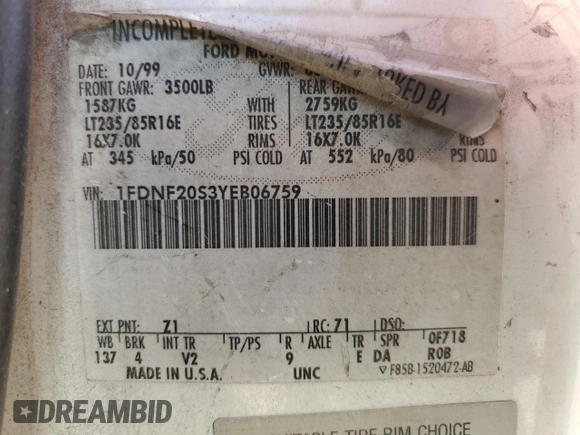 INCOMPLETE
FORD MO
DATE: 10/99 GVWR:
FRONT GAWR: 3500LB REAR GAW
1587KG WITH 2759KG
LT235/85R16E TIRES LT235/85R16E
16X7.0K RIMS 16X7.0K RIMS
AT 345 kPa/50 PSI COLD AT 552 kPa/80 PSI COLD
VIN: 1FDNF20S3YEB06759
EXT PNT: Z1 RC: 71 DSO:
WB BRK INT TR TP/PS R AXLE TR SPR 0F718
137 4 V2 9 E DA ROB
MADE IN U.S.A. UNC F85B-1520472-AB
TIRE RIM CHOICE
DREAMBID